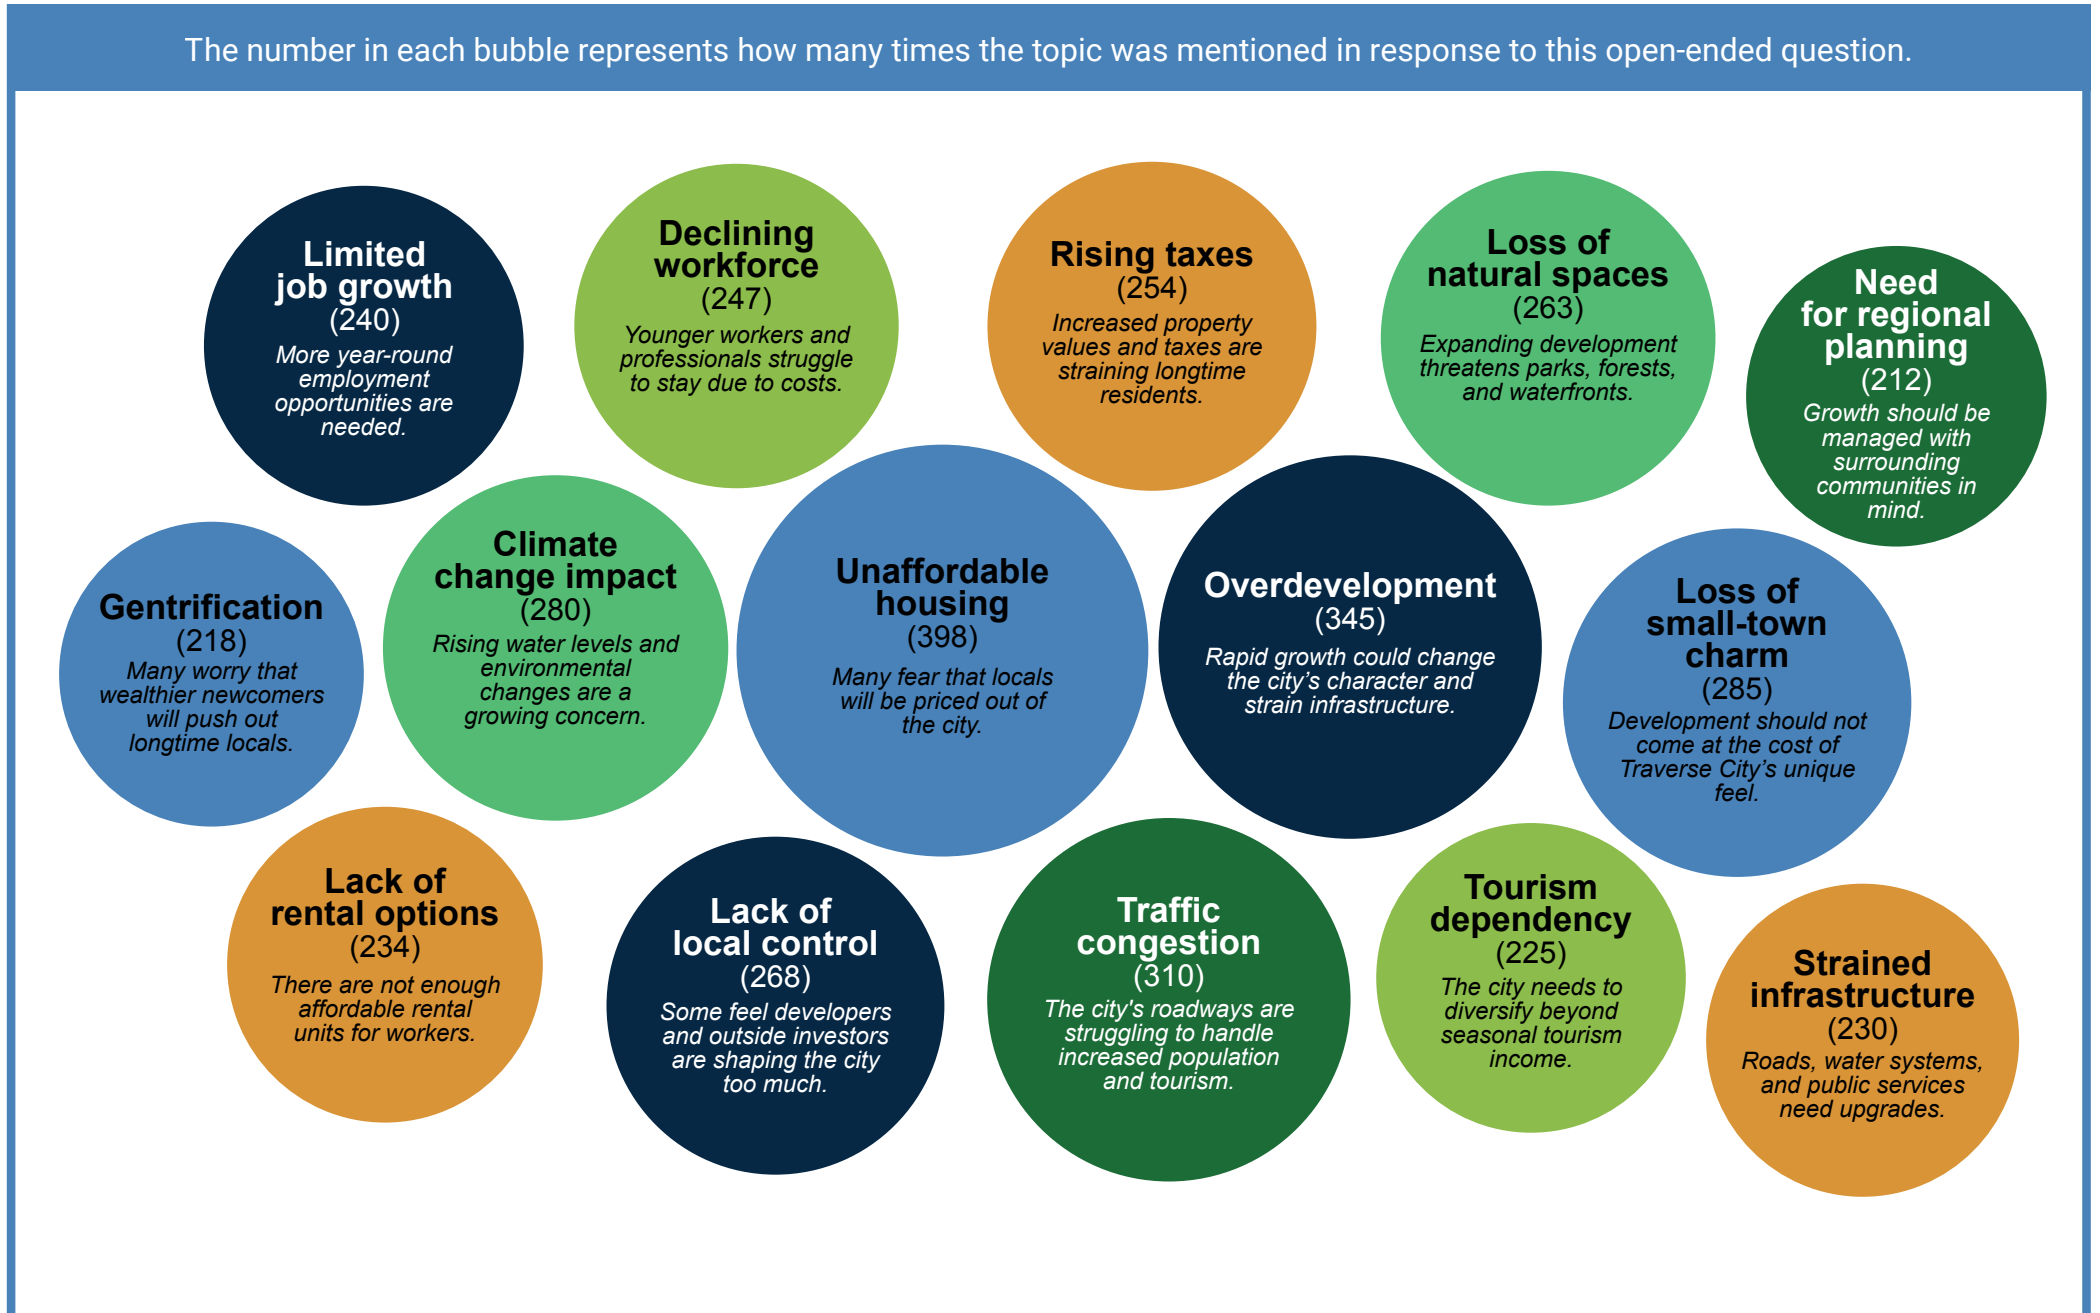 The number in each bubble represents how many times the topic was mentioned in response to this open-ended question.
Limited
job growth
(240)
More year-round
employment
opportunities are
needed.
Declining
workforce
(247)
Younger workers and
professionals struggle
to stay due to costs.
Rising taxes
(254)
Increased property
values and taxes are
straining longtime
residents.
Loss of
natural spaces
(263)
Expanding development
threatens parks, forests,
and waterfronts.
Need
for regional
planning
(212)
Growth should be
managed with
surrounding
communities in
mind.
Gentrification
(218)
Many worry that
wealthier newcomers
will push out
longtime locals.
Climate
change impact
(280)
Rising water levels and
environmental
changes are a
growing concern.
Unaffordable
housing
(398)
Many fear that locals
will be priced out of
the city.
Overdevelopment
(345)
Rapid growth could change
the city’s character and
strain infrastructure.
Loss of
small-town
charm
(285)
Development should not
come at the cost of
Traverse City’s unique
feel.
Lack of
rental options
(234)
There are not enough
affordable rental
units for workers.
Lack of
local control
(268)
Some feel developers
and outside investors
are shaping the city
too much.
Traffic
congestion
(310)
The city's roadways are
struggling to handle
increased population
and tourism.
Tourism
dependency
(225)
The city needs to
diversify beyond
seasonal tourism
income.
Strained
infrastructure
(230)
Roads, water systems,
and public services
need upgrades.